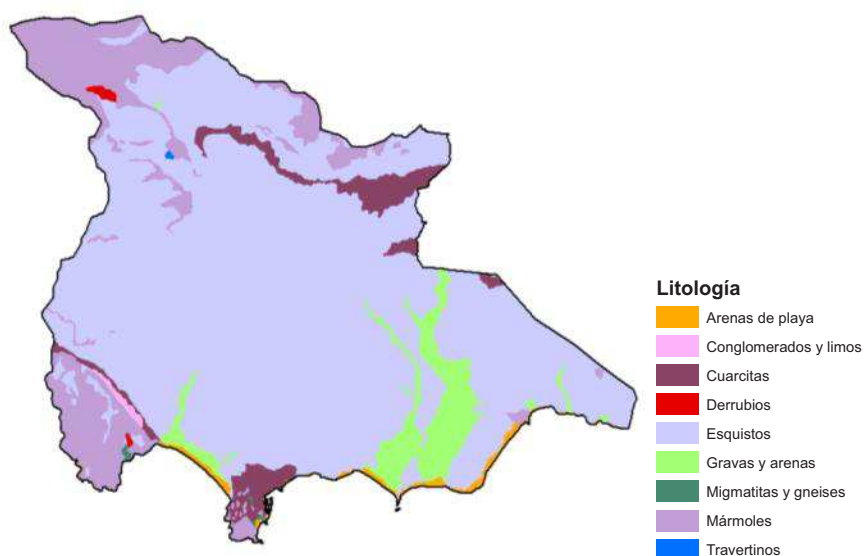 Litología
Arenas de playa
Conglomerados y limos
Cuarcitas
Derrubios
Esquistos
Gravas y arenas
Migmatitas y gneises
Mármoles
Travertinos